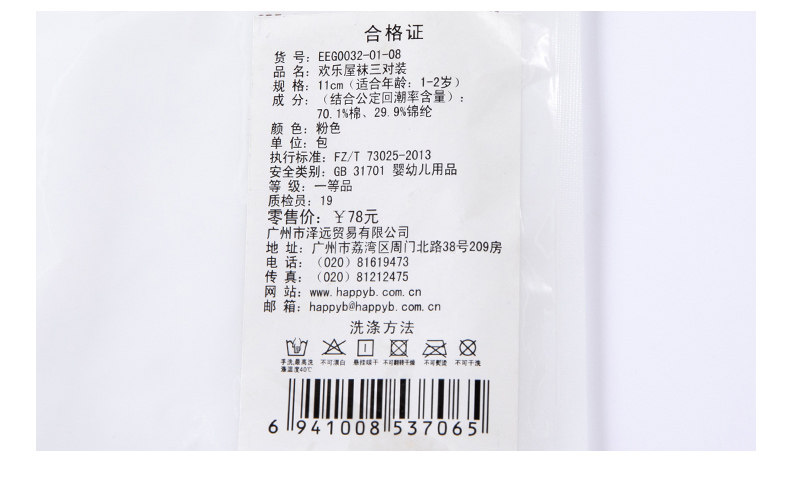 合格证
货 号: EEG0032-01-08
品 名: 欢乐屋袜三对装
规 格: 11cm (适合年龄: 1-2岁)
成 分: (结合公定回潮率含量):
70.1%棉、29.9%锦纶
颜 色: 粉色
单 位: 包
执行标准: FZ/T 73025-2013
安全类别: GB 31701 婴幼儿用品
等 级: 一等品
质检员: 19
零售价: ￥78元
广州市泽远贸易有限公司
地 址: 广州市荔湾区周门北路38号209房
电 话: (020) 81619473
传 真: (020) 81212475
网 站: www.happyb.com.cn
邮 箱: happyb@happyb.com.cn
洗涤方法
手洗,最高洗 不可漂白 悬挂晾干 不可翻转干燥 不可熨烫 不可干洗
涤温度40℃
6 941008 537065